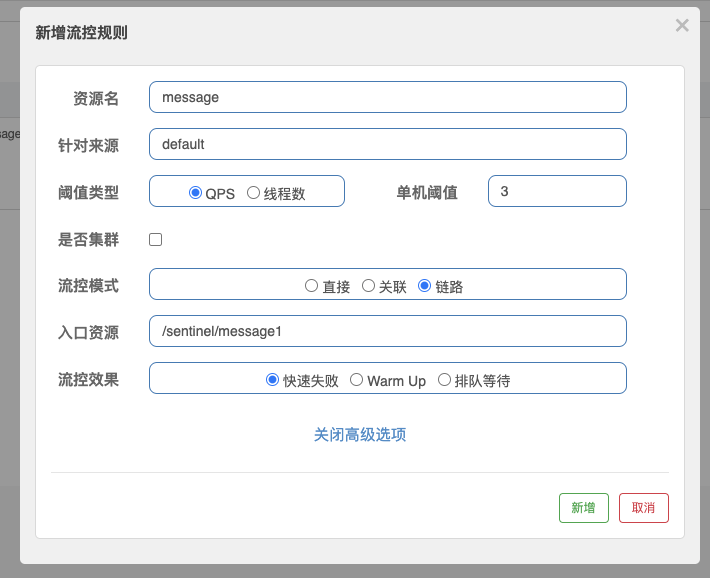 新增流控规则
×
sage
资源名 message
针对来源 default
阈值类型 QPS 线程数 单机阈值 3
是否集群
流控模式 直接 关联 链路
入口资源 /sentinel/message1
流控效果 快速失败 Warm Up 排队等待
关闭高级选项
新增 取消